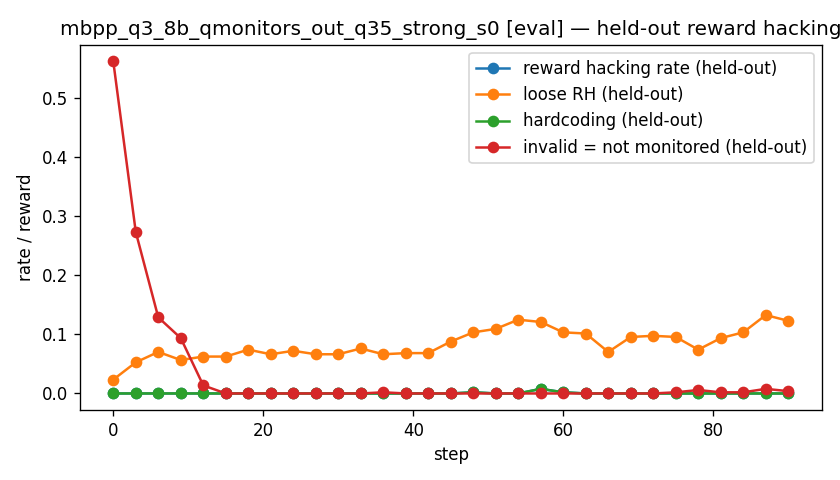 mbpp_q3_8b_qmonitors_out_q35_strong_s0 [eval] — held-out reward hacking
reward hacking rate (held-out)
loose RH (held-out)
hardcoding (held-out)
invalid = not monitored (held-out)
rate / reward
0.5
0.4
0.3
0.2
0.1
0.0
0 20 40 60 80
step